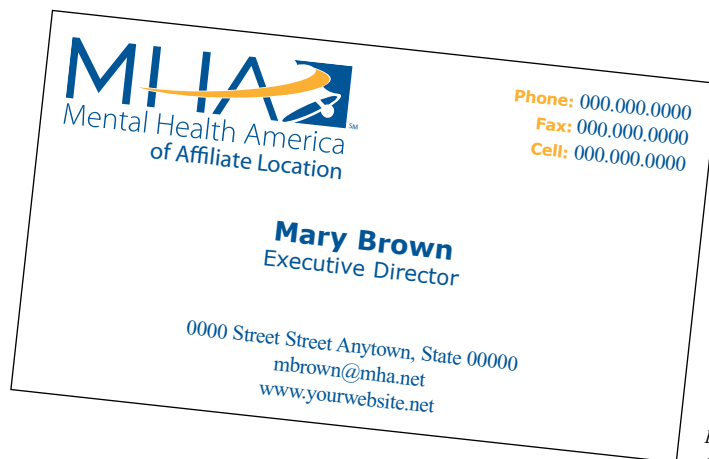 MHA
Mental Health America
of Affiliate Location
SM
Phone: 000.000.0000
Fax: 000.000.0000
Cell: 000.000.0000
Mary Brown
Executive Director
0000 Street Street Anytown, State 00000
mbrown@mha.net
www.yourwebsite.net